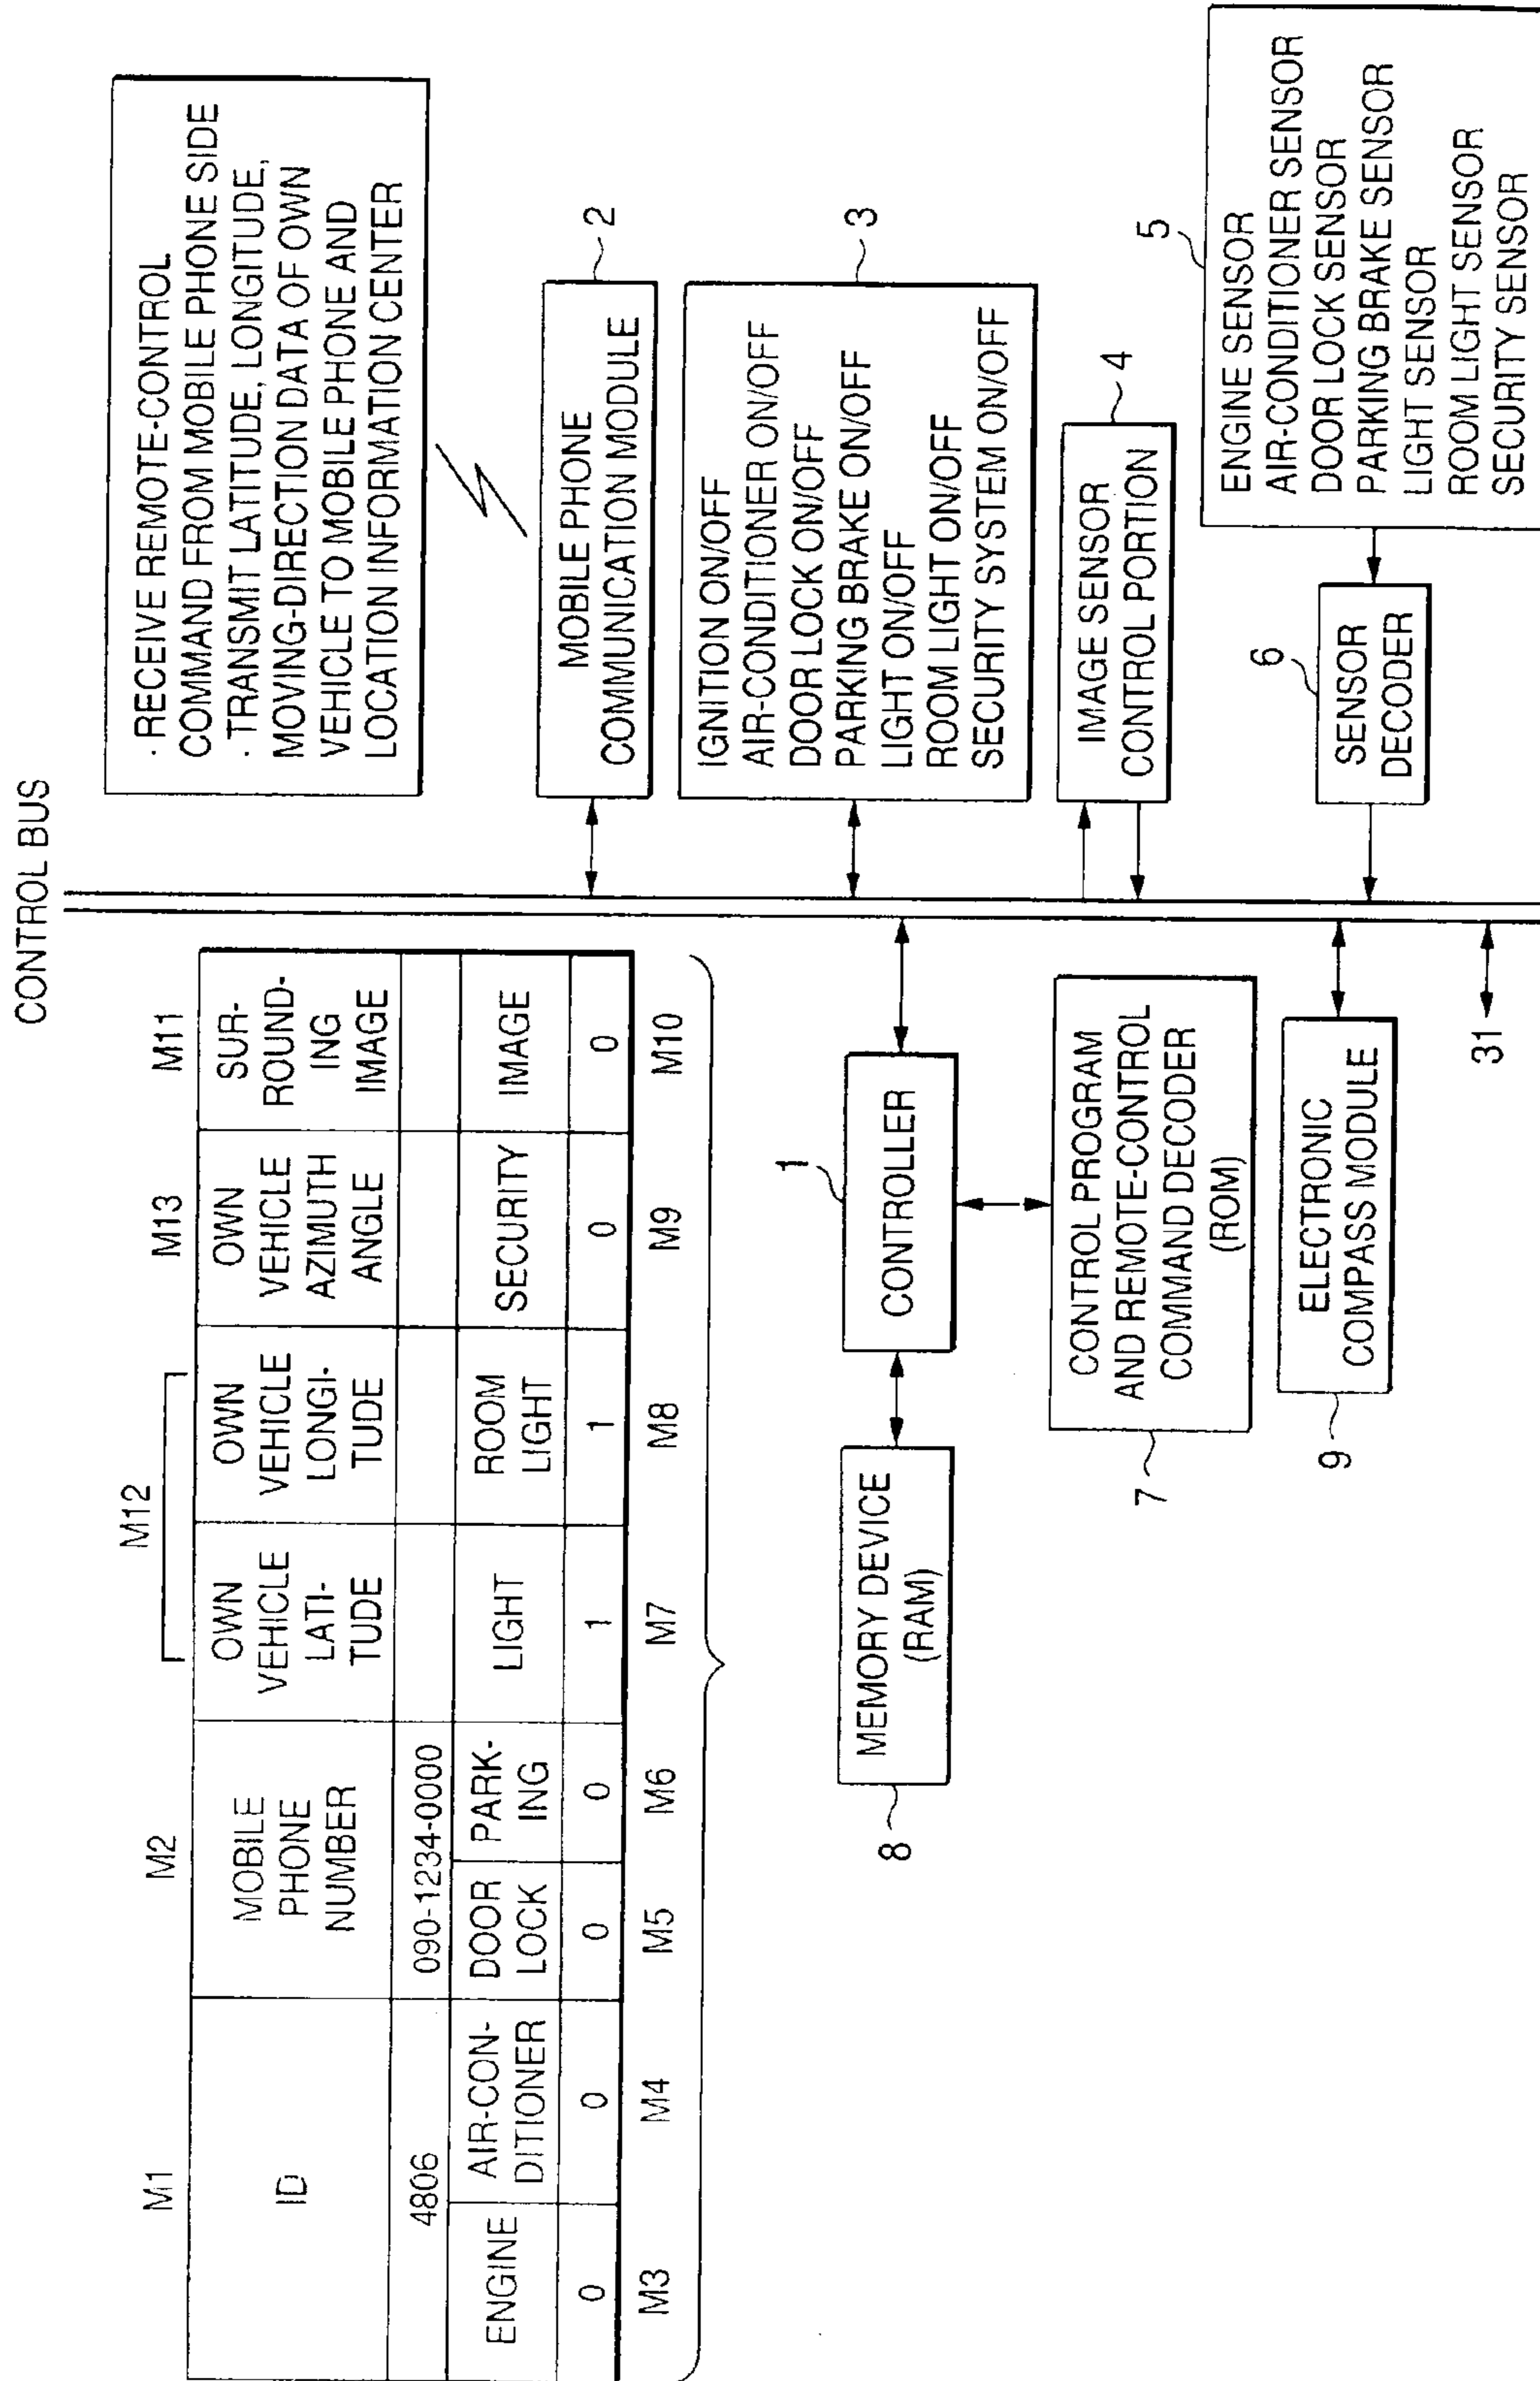 CONTROL BUS
· RECEIVE REMOTE-CONTROL
COMMAND FROM MOBILE PHONE SIDE
· TRANSMIT LATITUDE, LONGITUDE,
MOVING-DIRECTION DATA OF OWN
VEHICLE TO MOBILE PHONE AND
LOCATION INFORMATION CENTER
M1
M2
M12
M13
M11
ID
MOBILE
PHONE
NUMBER
OWN
VEHICLE
LATI-
TUDE
OWN
VEHICLE
LONGI-
TUDE
OWN
VEHICLE
AZIMUTH
ANGLE
SUR-
ROUND-
ING
IMAGE
4806
090-1234-0000
ENGINE
AIR-CON-
DITIONER
DOOR
LOCK
PARK-
ING
LIGHT
ROOM
LIGHT
SECURITY
IMAGE
0
0
0
0
1
1
0
0
M3
M4
M5
M6
M7
M8
M9
M10
MOBILE PHONE
COMMUNICATION MODULE
2
IGNITION ON/OFF
AIR-CONDITIONER ON/OFF
DOOR LOCK ON/OFF
PARKING BRAKE ON/OFF
LIGHT ON/OFF
ROOM LIGHT ON/OFF
SECURITY SYSTEM ON/OFF
3
8
MEMORY DEVICE
(RAM)
1
CONTROLLER
IMAGE SENSOR
CONTROL PORTION
4
7
CONTROL PROGRAM
AND REMOTE-CONTROL
COMMAND DECODER
(ROM)
9
ELECTRONIC
COMPASS MODULE
6
SENSOR
DECODER
5
ENGINE SENSOR
AIR-CONDITIONER SENSOR
DOOR LOCK SENSOR
PARKING BRAKE SENSOR
LIGHT SENSOR
ROOM LIGHT SENSOR
SECURITY SENSOR
31